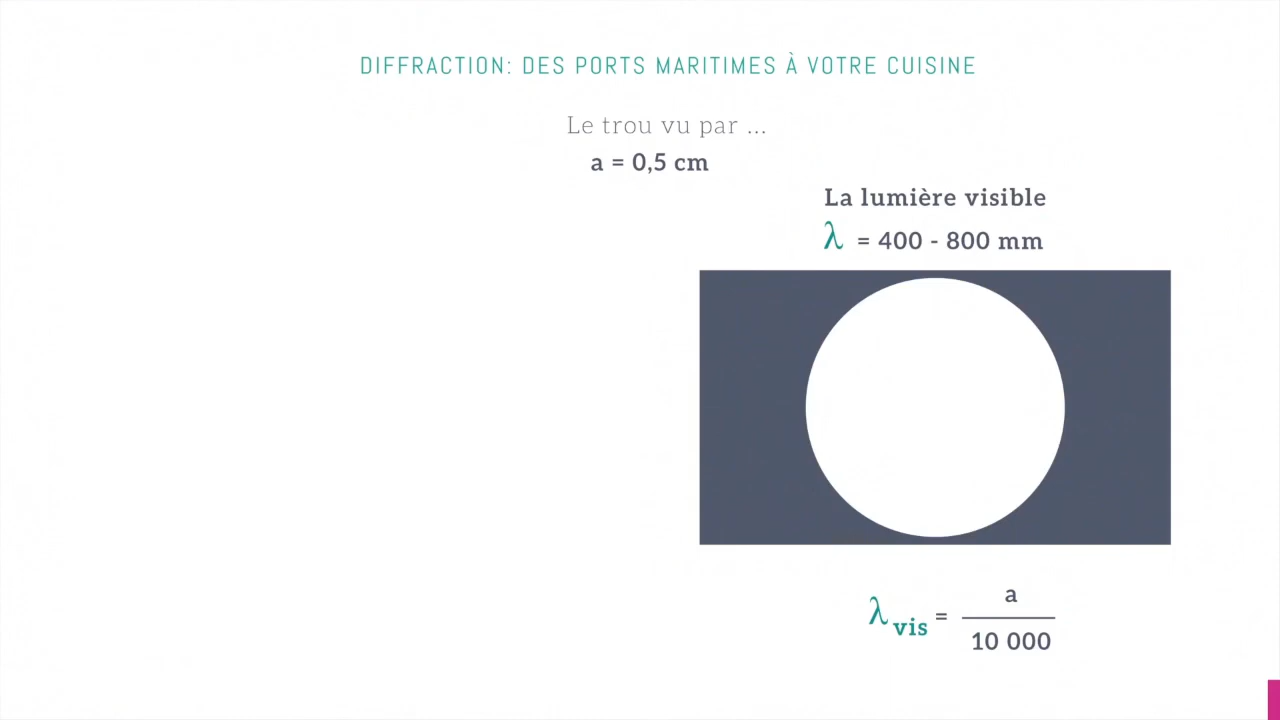 DIFFRACTION: DES PORTS MARITIMES À VOTRE CUISINE
Le trou vu par ...
a = 0,5 cm
La lumière visible
λ = 400 - 800 mm
λvis = a
10 000